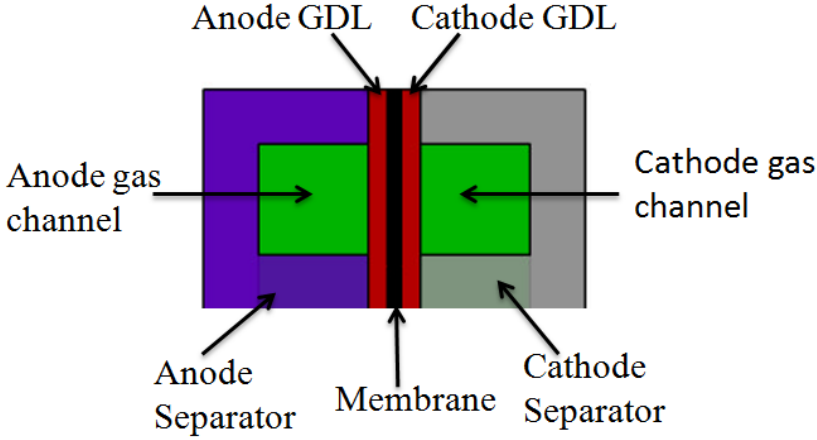 Anode GDL
Cathode GDL
Anode gas
channel
Cathode gas
channel
Anode
Separator
Membrane
Cathode
Separator